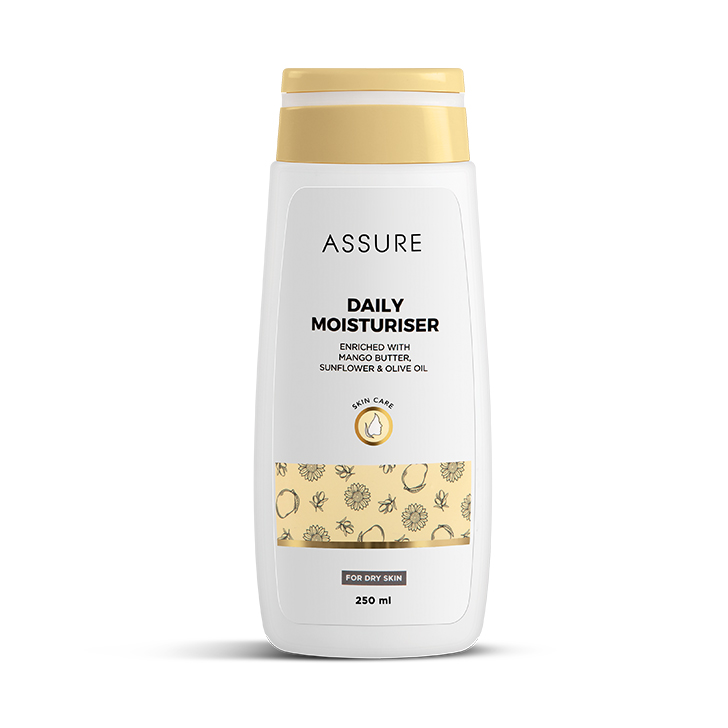 ASSURE
DAILY
MOISTURISER
ENRICHED WITH
MANGO BUTTER,
SUNFLOWER & OLIVE OIL
SKIN CARE
FOR DRY SKIN
250 ml